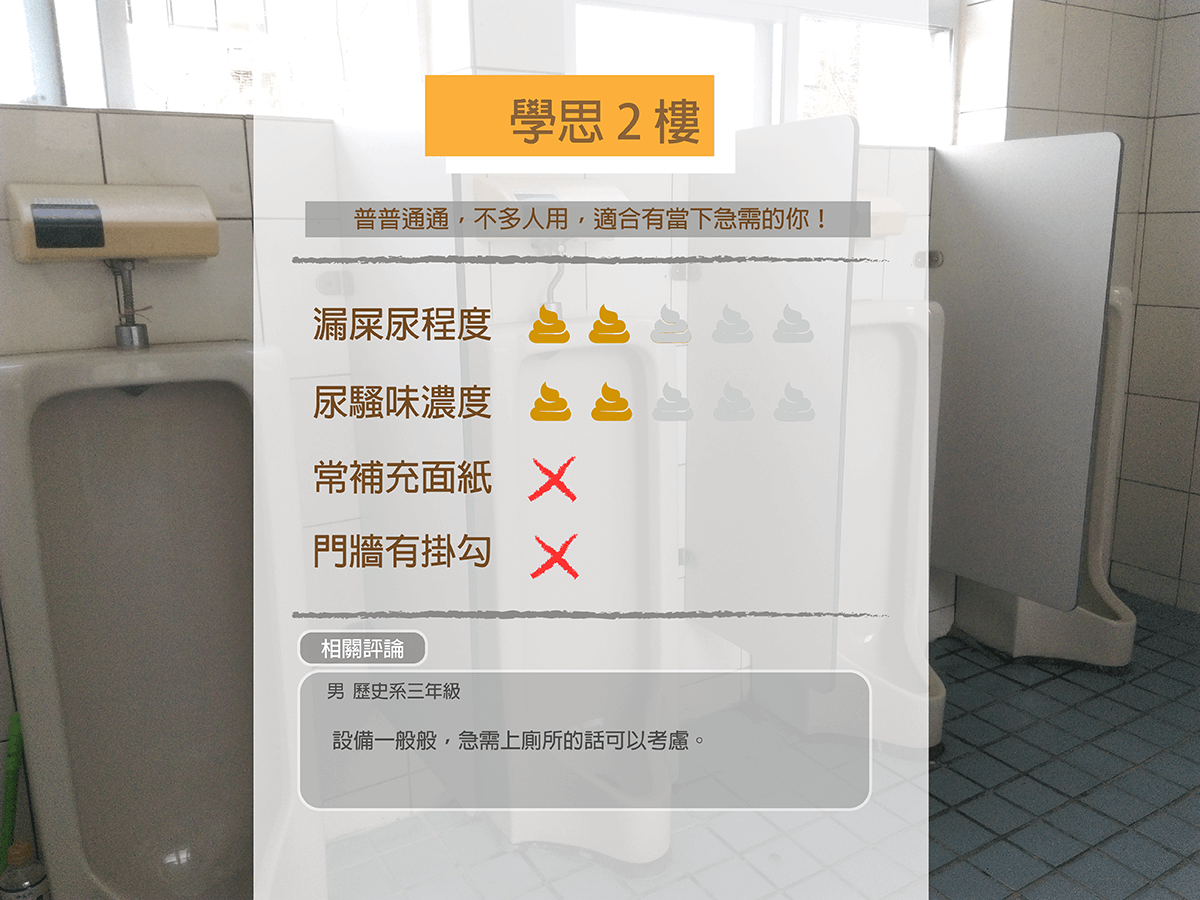 學思 2 樓
普普通通，不多人用，適合有當下急需的你！
漏屎尿程度
尿騷味濃度
常補充面紙
門牆有掛勾
相關評論
男 歷史系三年級
設備一般般，急需上廁所的話可以考慮。